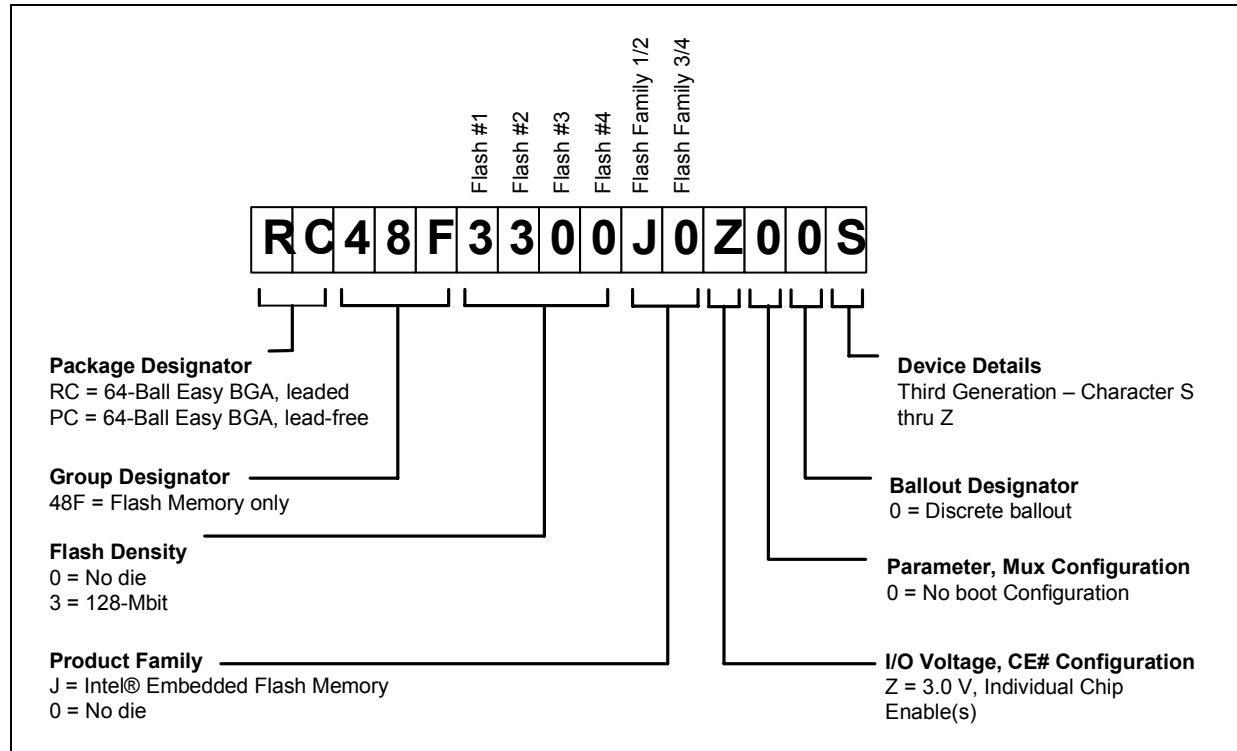 Flash #1
Flash #2
Flash #3
Flash #4
Flash Family 1/2
Flash Family 3/4
RC48F3300J0Z00S
Package Designator
RC = 64-Ball Easy BGA, leaded
PC = 64-Ball Easy BGA, lead-free
Group Designator
48F = Flash Memory only
Flash Density
0 = No die
3 = 128-Mbit
Product Family
J = Intel® Embedded Flash Memory
0 = No die
Device Details
Third Generation – Character S
thru Z
Ballout Designator
0 = Discrete ballout
Parameter, Mux Configuration
0 = No boot Configuration
I/O Voltage, CE# Configuration
Z = 3.0 V, Individual Chip
Enable(s)